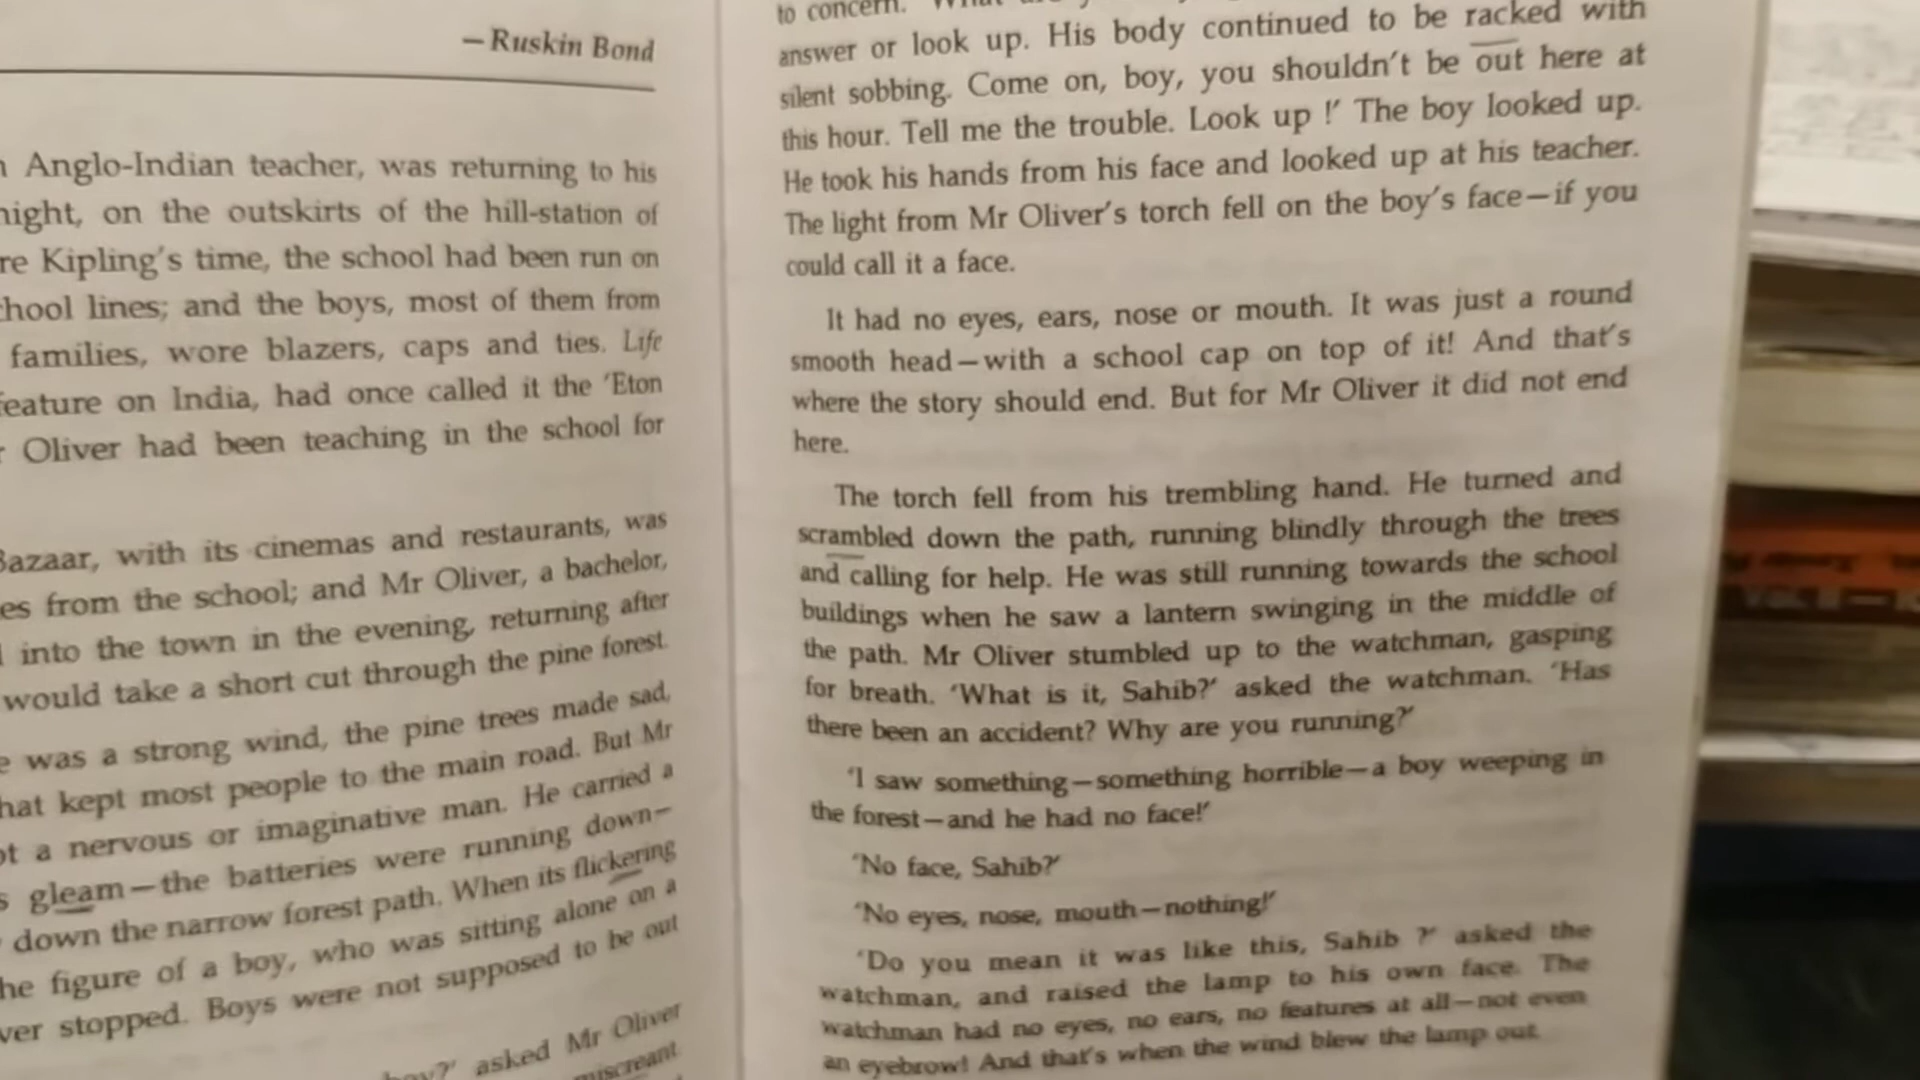 —Ruskin Bond
Anglo-Indian teacher, was returning to his
night, on the outskirts of the hill-station of
re Kipling's time, the school had been run on
chool lines; and the boys, most of them from
families, wore blazers, caps and ties. Life
feature on India, had once called it the 'Eton
Oliver had been teaching in the school for
Bazaar, with its cinemas and restaurants, was
es from the school; and Mr Oliver, a bachelor,
into the town in the evening, returning after
would take a short cut through the pine forest.
e was a strong wind, the pine trees made sad,
hat kept most people to the main road. But Mr
ot a nervous or imaginative man. He carried a
s gleam—the batteries were running down—
down the narrow forest path. When its flickering
he figure of a boy, who was sitting alone on a
ver stopped. Boys were not supposed to be out
boy?' asked Mr Oliver
miscreant
to concern.
answer or look up. His body continued to be racked with
silent sobbing. Come on, boy, you shouldn't be out here at
this hour. Tell me the trouble. Look up !' The boy looked up.
He took his hands from his face and looked up at his teacher.
The light from Mr Oliver's torch fell on the boy's face—if you
could call it a face.
It had no eyes, ears, nose or mouth. It was just a round
smooth head—with a school cap on top of it! And that's
where the story should end. But for Mr Oliver it did not end
here.
The torch fell from his trembling hand. He turned and
scrambled down the path, running blindly through the trees
and calling for help. He was still running towards the school
buildings when he saw a lantern swinging in the middle of
the path. Mr Oliver stumbled up to the watchman, gasping
for breath. 'What is it, Sahib?' asked the watchman. 'Has
there been an accident? Why are you running?'
'I saw something—something horrible—a boy weeping in
the forest—and he had no face!'
'No face, Sahib?'
'No eyes, nose, mouth—nothing!'
'Do you mean it was like this, Sahib ?' asked the
watchman, and raised the lamp to his own face. The
watchman had no eyes, no ears, no features at all—not even
an eyebrow! And that's when the wind blew the lamp out.